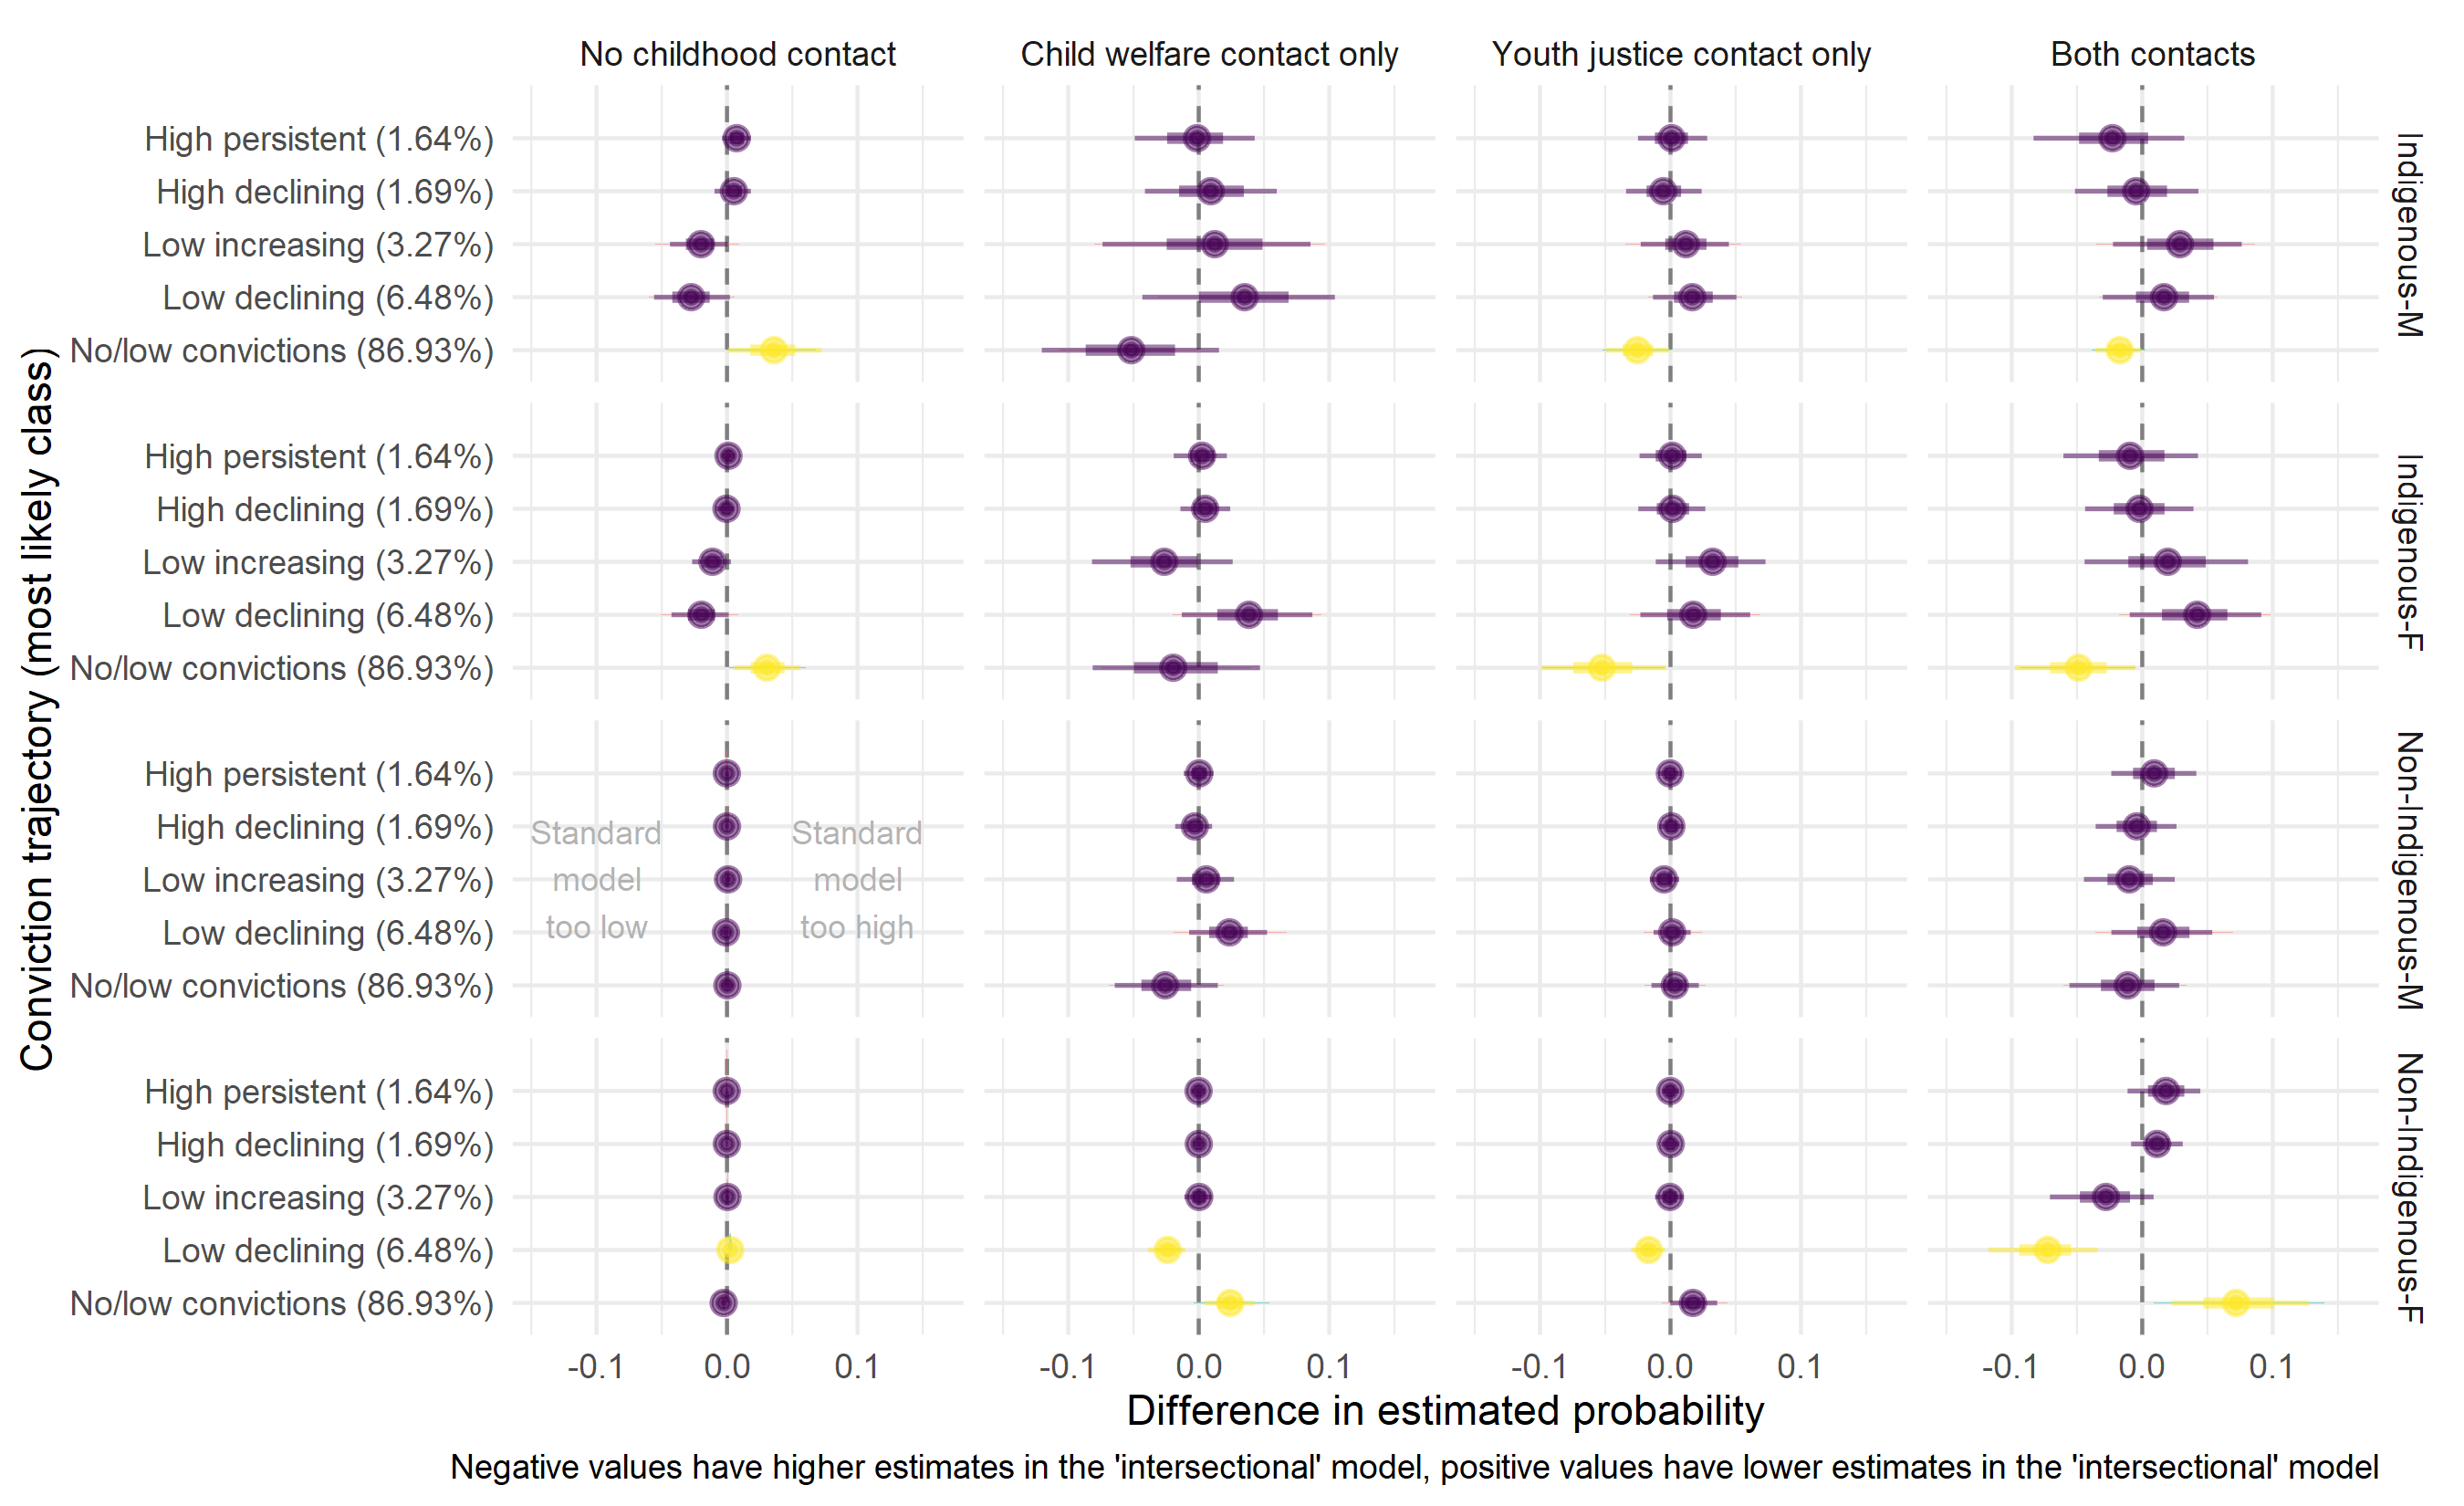 No childhood contact
Child welfare contact only
Youth justice contact only
Both contacts
Conviction trajectory (most likely class)
High persistent (1.64%)
High declining (1.69%)
Low increasing (3.27%)
Low declining (6.48%)
No/low convictions (86.93%)
Indigenous-M
High persistent (1.64%)
High declining (1.69%)
Low increasing (3.27%)
Low declining (6.48%)
No/low convictions (86.93%)
Indigenous-F
High persistent (1.64%)
High declining (1.69%)
Low increasing (3.27%)
Low declining (6.48%)
No/low convictions (86.93%)
Standard
model
too low
Standard
model
too high
Non-Indigenous-M
High persistent (1.64%)
High declining (1.69%)
Low increasing (3.27%)
Low declining (6.48%)
No/low convictions (86.93%)
Non-Indigenous-F
-0.1 0.0 0.1
-0.1 0.0 0.1
-0.1 0.0 0.1
-0.1 0.0 0.1
Difference in estimated probability
Negative values have higher estimates in the 'intersectional' model, positive values have lower estimates in the 'intersectional' model